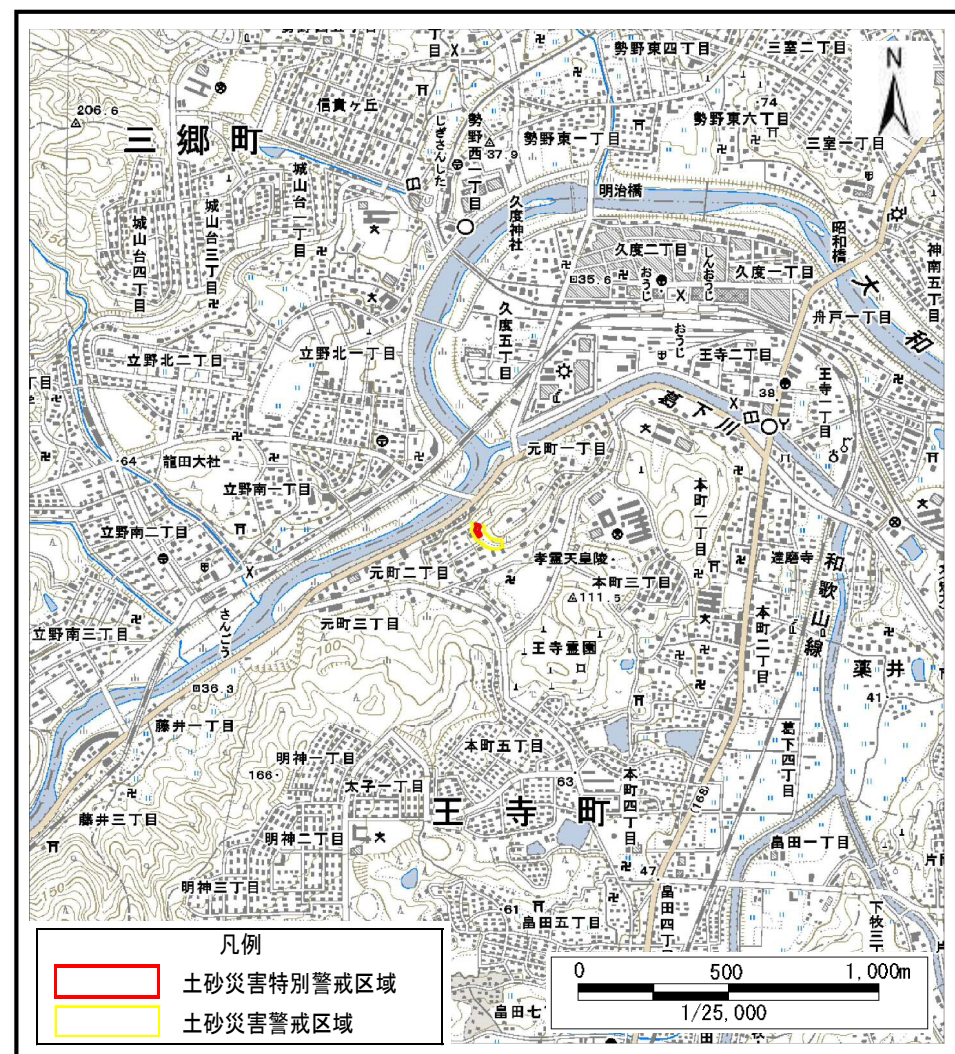 勢野東四丁目
三室二丁目
N
信貴ヶ丘
206.6
三郷町
しぎさんした
勢野西一丁目
37.9
勢野東一丁目
74
勢野東六丁目
三室一丁目
城山台一丁目
城山台三丁目
城山台四丁目
久度神社
明治橋
昭和橋
神南五丁目
久度二丁目
しんおうじ
おうじ
35.6
久度一丁目
大和
舟戸一丁目
久度五丁目
おうじ
王寺二丁目
王寺一丁目
立野北二丁目
立野北一丁目
38
葛下川
64
龍田大社
元町一丁目
立野南一丁目
本町一丁目
立野南二丁目
元町二丁目
孝霊天皇陵
本町三丁目
111.5
達磨寺
和歌山線
さんごう
立野南三丁目
元町三丁目
100
王寺霊園
本町二丁目
薬井
41
36.3
藤井一丁目
明神一丁目
本町五丁目
葛下四丁目
166
太子一丁目
63
本町四丁目
168
王寺町
藤井三丁目
明神二丁目
畠田一丁目
明神三丁目
47
61
畠田五丁目
畠田四丁目
下牧三丁
畠田七丁
凡例
土砂災害特別警戒区域
土砂災害警戒区域
0 500 1,000m
1/25,000